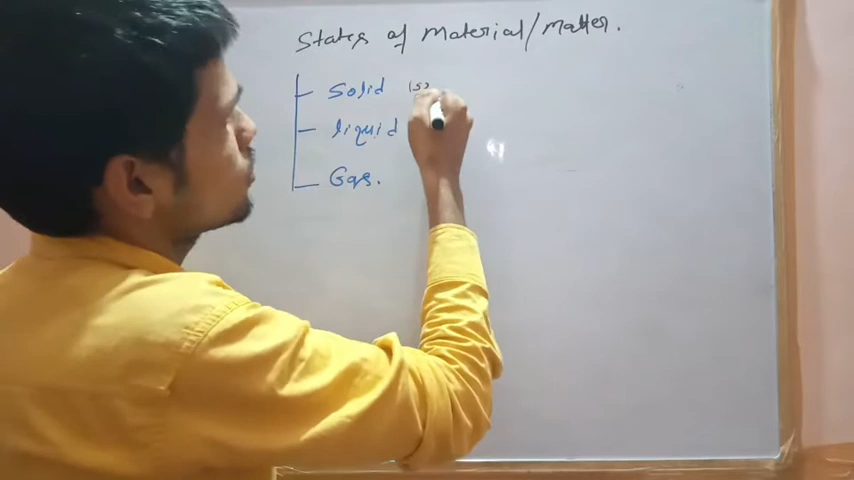 States of Material/Matter.
Solid (s)
liquid
Gas.